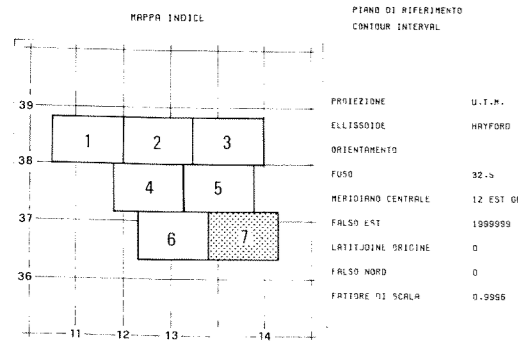 MAPPA INDICE
39
38
37
36
1 2 3
4 5
6 7
11 12 13 14
PIANO DI RIFERIMENTO
CONTOUR INTERVAL
PROIEZIONE U.T.M.
ELLISSOIDE HAYFORD
ORIENTAMENTO
FUSO 32.5
MERIDIANO CENTRALE 12 EST
FALSO EST 1999999
LATITUDINE ORIGINE 0
FALSO NORD 0
FATTORE DI SCALA 0.9996